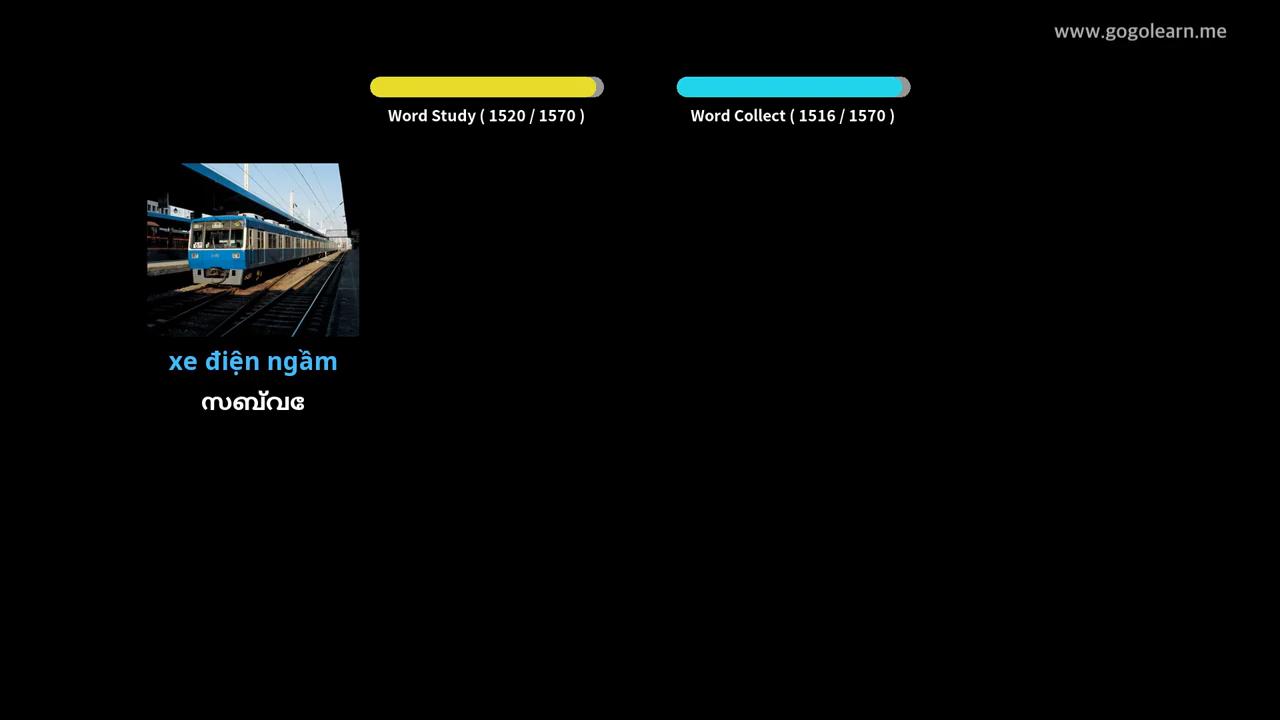 www.gogolearn.me
Word Study ( 1520 / 1570 )
Word Collect ( 1516 / 1570 )
xe điện ngầm
സബ്‌വേ